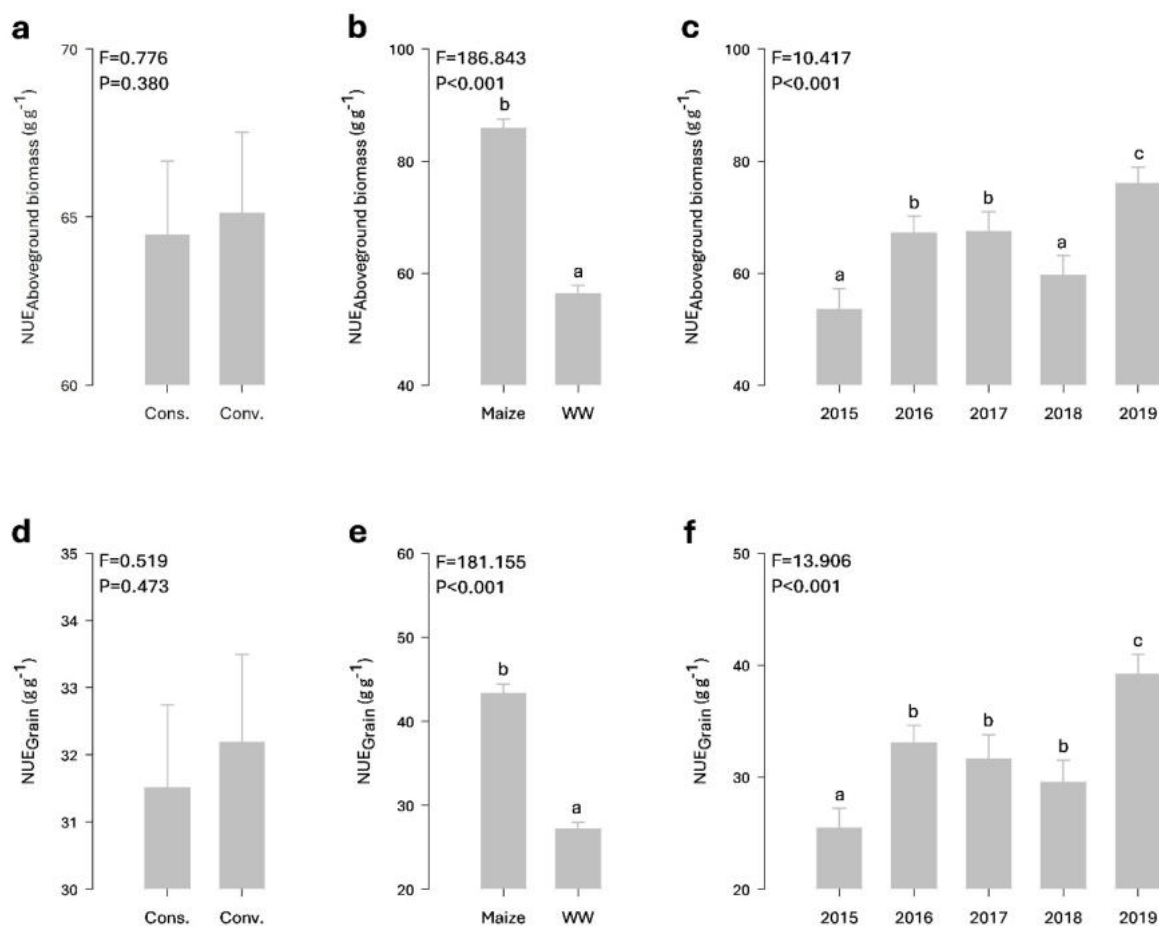 a
70
65
60
NUEAboveground biomass (g g-1)
F=0.776
P=0.380
Cons.
Conv.
b
100
80
60
40
NUEAboveground biomass (g g-1)
F=186.843
P<0.001
b
a
Maize
WW
c
100
80
60
40
NUEAboveground biomass (g g-1)
F=10.417
P<0.001
a
b
b
a
c
2015
2016
2017
2018
2019
d
35
34
33
32
31
30
NUEGrain (g g-1)
F=0.519
P=0.473
Cons.
Conv.
e
60
50
40
30
20
NUEGrain (g g-1)
F=181.155
P<0.001
b
a
Maize
WW
f
50
40
30
20
NUEGrain (g g-1)
F=13.906
P<0.001
a
b
b
b
c
2015
2016
2017
2018
2019